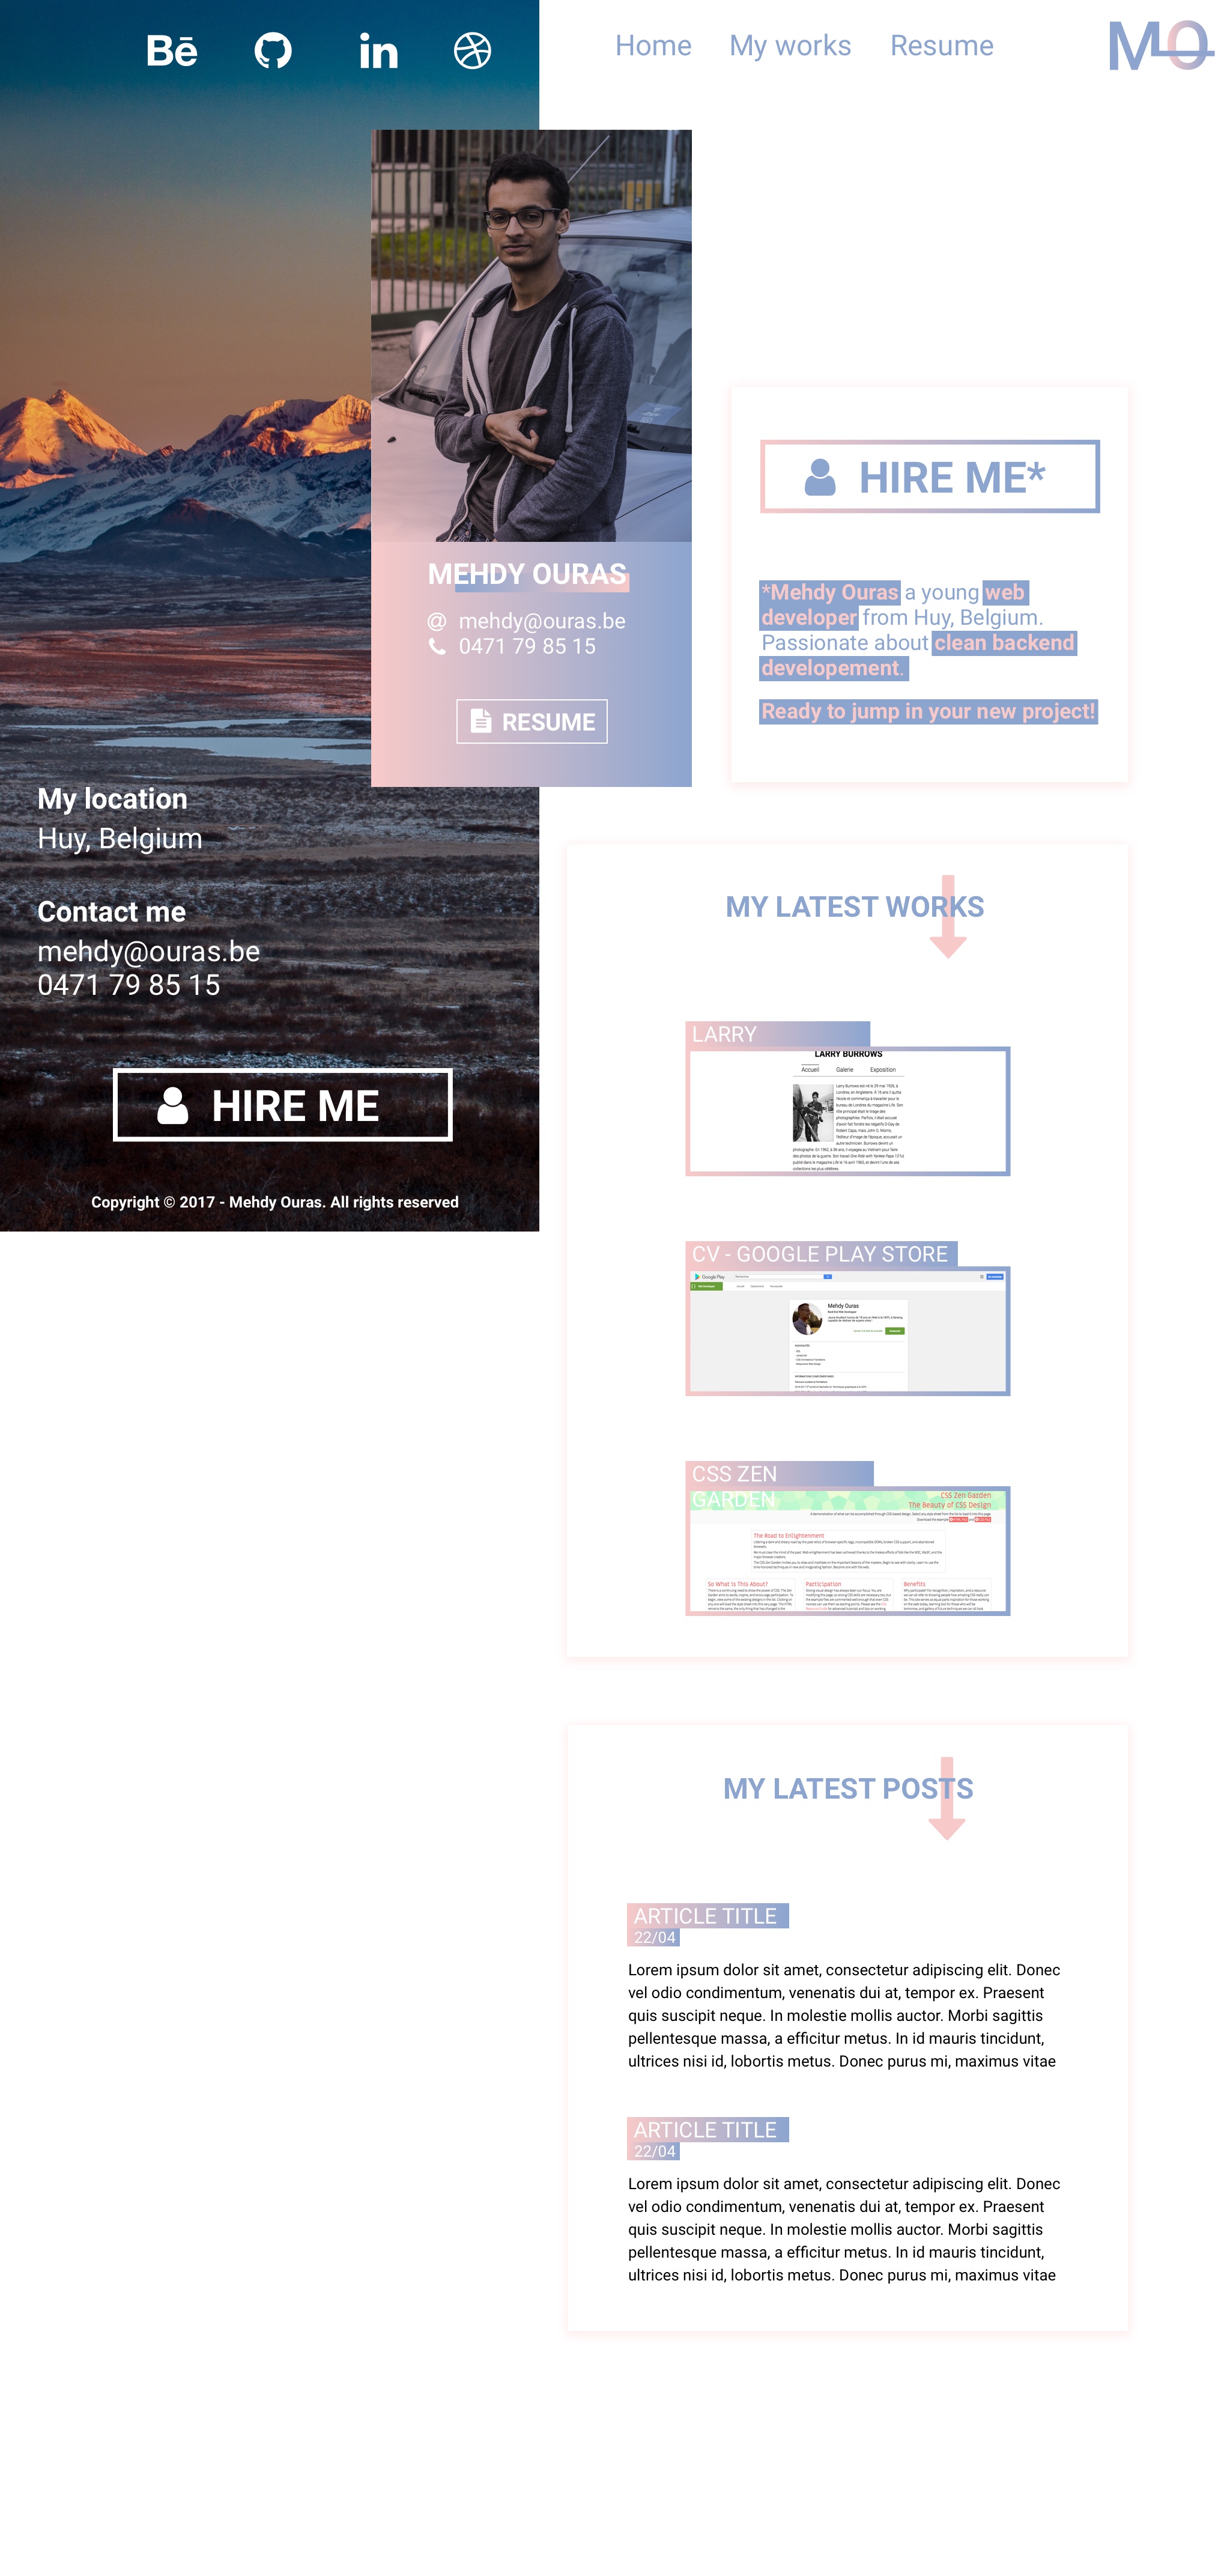 Bē
in
Home
My works
Resume
MO
HIRE ME*
*Mehdy Ouras a young web
developer from Huy, Belgium.
Passionate about clean backend
developement.
Ready to jump in your new project!
MEHDY OURAS
mehdy@ouras.be
0471 79 85 15
RESUME
My location
Huy, Belgium
Contact me
mehdy@ouras.be
0471 79 85 15
HIRE ME
Copyright © 2017 - Mehdy Ouras. All rights reserved
MY LATEST WORKS
LARRY
LARRY BURROWS
Accueil
Galerie
Exposition
CV - GOOGLE PLAY STORE
Google Play
Mehdy Ouras
CSS ZEN
GARDEN
CSS Zen Garden
The Beauty of CSS Design
The Road to Enlightenment
So What is This About?
Participation
Benefits
MY LATEST POSTS
ARTICLE TITLE
22/04
Lorem ipsum dolor sit amet, consectetur adipiscing elit. Donec
vel odio condimentum, venenatis dui at, tempor ex. Praesent
quis suscipit neque. In molestie mollis auctor. Morbi sagittis
pellentesque massa, a efficitur metus. In id mauris tincidunt,
ultrices nisi id, lobortis metus. Donec purus mi, maximus vitae
ARTICLE TITLE
22/04
Lorem ipsum dolor sit amet, consectetur adipiscing elit. Donec
vel odio condimentum, venenatis dui at, tempor ex. Praesent
quis suscipit neque. In molestie mollis auctor. Morbi sagittis
pellentesque massa, a efficitur metus. In id mauris tincidunt,
ultrices nisi id, lobortis metus. Donec purus mi, maximus vitae